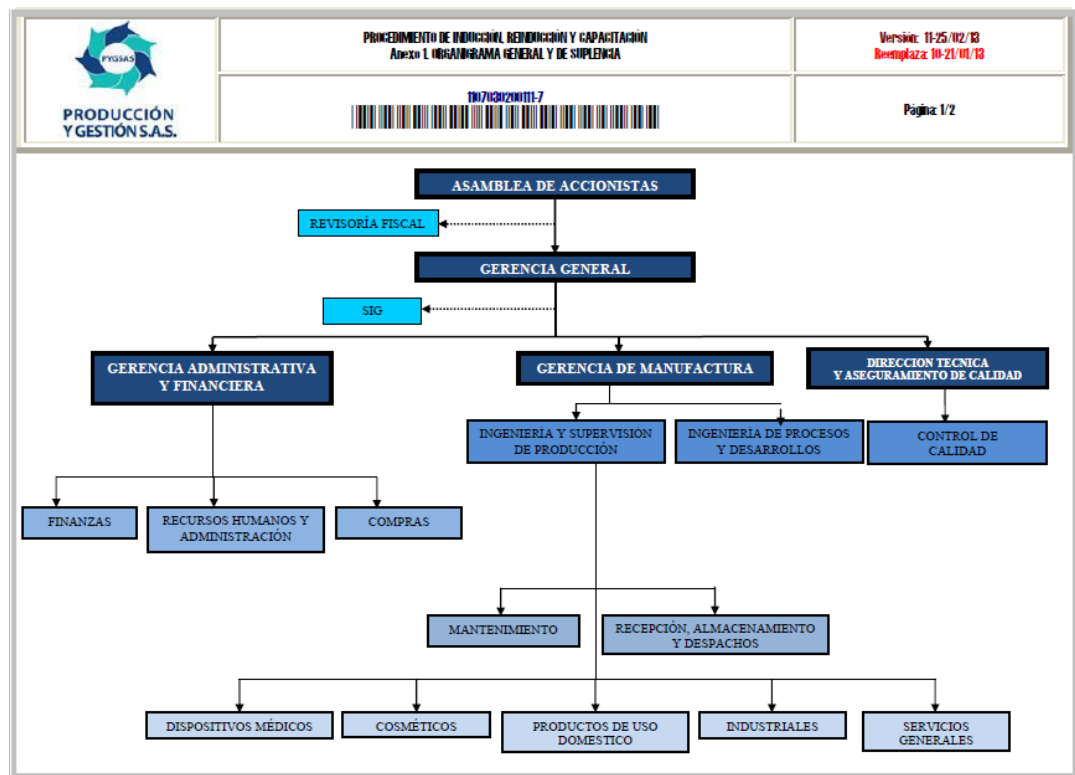 PYGSAS
PRODUCCIÓN
Y GESTIÓN S.A.S.
PROCEDIMIENTO DE INDUCCIÓN, REINDUCCIÓN Y CAPACITACIÓN
Anexo 1. ORGANIGRAMA GENERAL Y DE SUPLENCIA
1107030200111-7
Versión: 11-25/02/13
Reemplaza: 10-21/01/13
Página: 1/2
ASAMBLEA DE ACCIONISTAS
REVISORÍA FISCAL
GERENCIA GENERAL
SIG
GERENCIA ADMINISTRATIVA
Y FINANCIERA
GERENCIA DE MANUFACTURA
DIRECCION TECNICA
Y ASEGURAMIENTO DE CALIDAD
INGENIERÍA Y SUPERVISIÓN
DE PRODUCCIÓN
INGENIERÍA DE PROCESOS
Y DESARROLLOS
CONTROL DE
CALIDAD
FINANZAS
RECURSOS HUMANOS Y
ADMINISTRACIÓN
COMPRAS
MANTENIMIENTO
RECEPCIÓN, ALMACENAMIENTO
Y DESPACHOS
DISPOSITIVOS MÉDICOS
COSMÉTICOS
PRODUCTOS DE USO
DOMESTICO
INDUSTRIALES
SERVICIOS
GENERALES